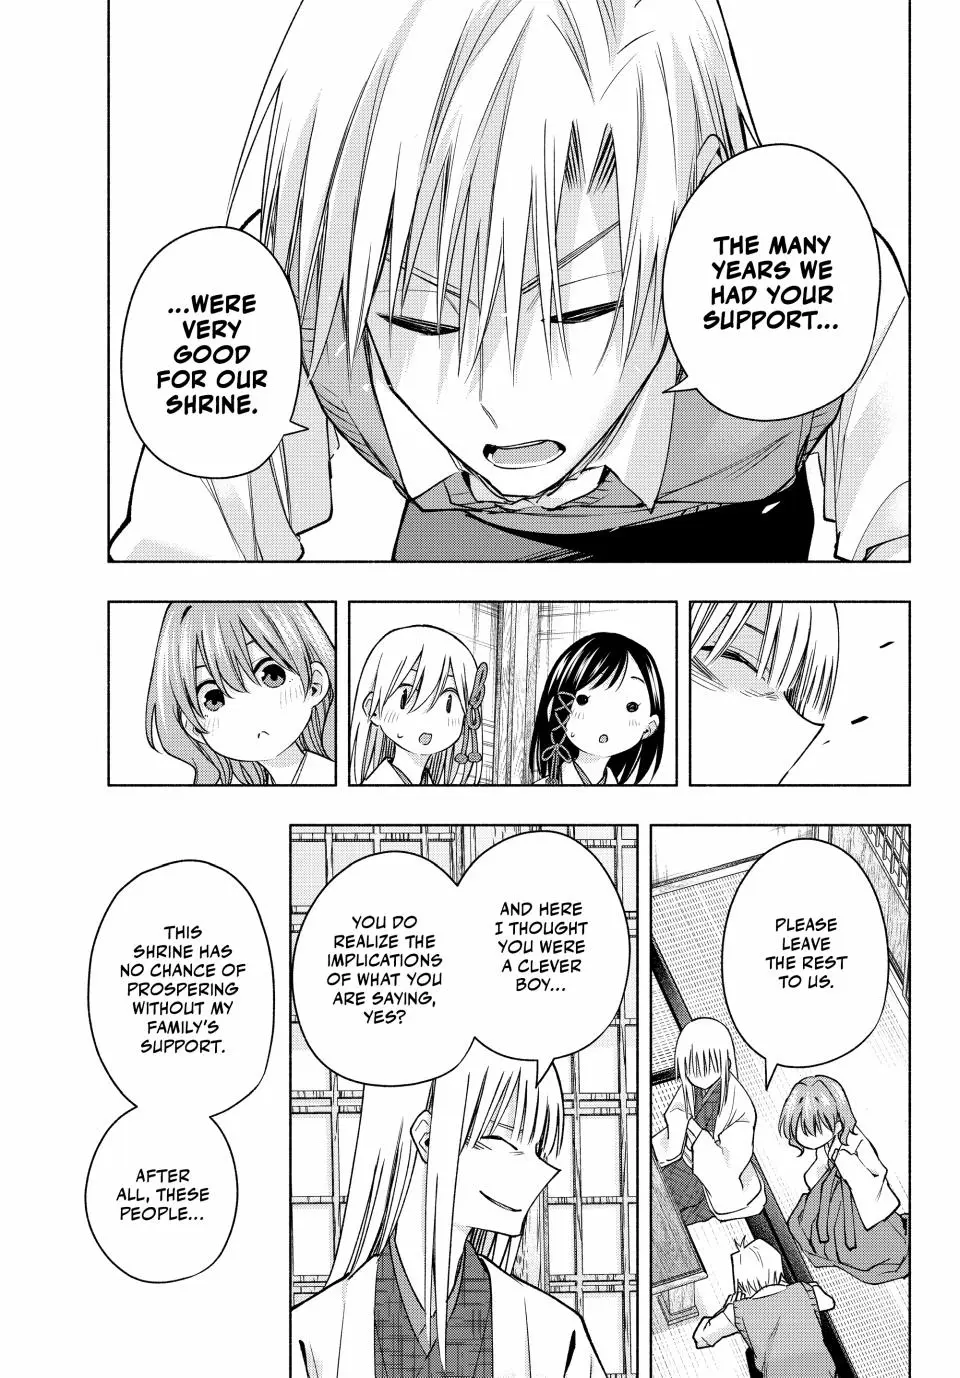 THE MANY
YEARS WE
HAD YOUR
SUPPORT...
...WERE
VERY
GOOD
FOR OUR
SHRINE.
PLEASE
LEAVE
THE REST
TO US.
AND HERE
I THOUGHT
YOU WERE
A CLEVER
BOY...
YOU DO
REALIZE THE
IMPLICATIONS
OF WHAT YOU
ARE SAYING,
YES?
THIS
SHRINE HAS
NO CHANCE OF
PROSPERING
WITHOUT MY
FAMILY'S
SUPPORT.
AFTER
ALL, THESE
PEOPLE...